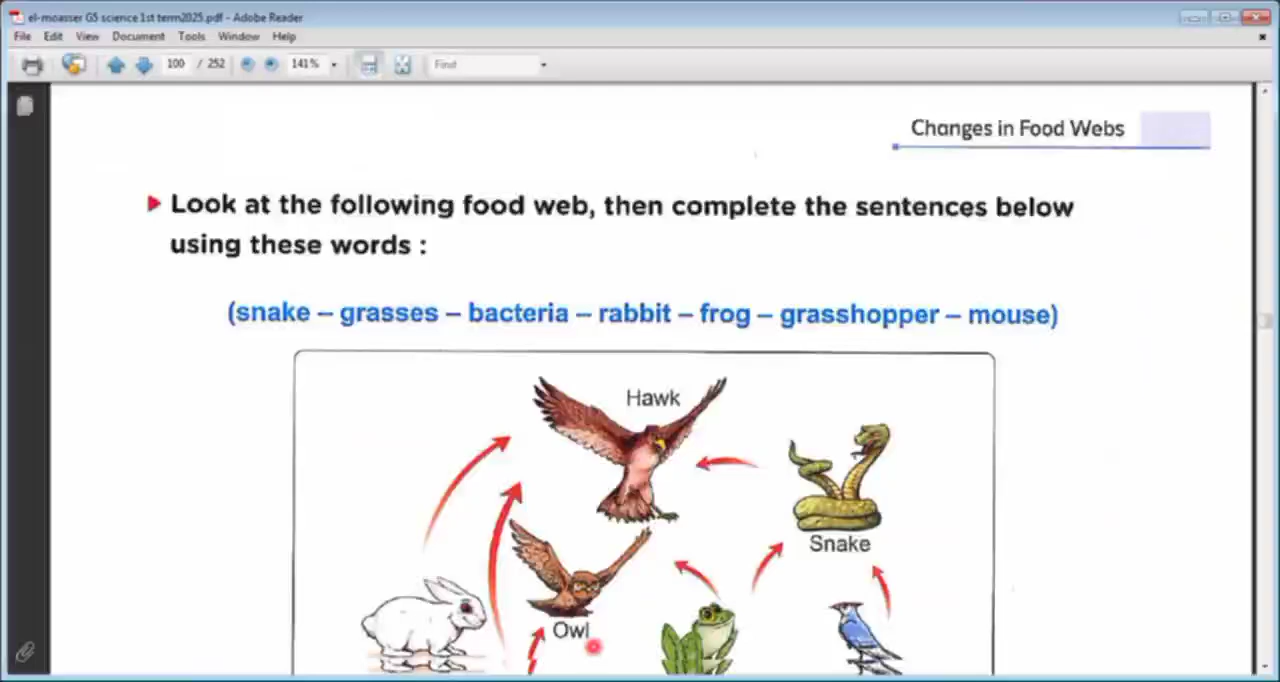 el-moasser G5 science 1st term2025.pdf - Adobe Reader
File Edit View Document Tools Window Help
100 / 252 141% Find
Changes in Food Webs
Look at the following food web, then complete the sentences below
using these words :
(snake – grasses – bacteria – rabbit – frog – grasshopper – mouse)
Hawk
Snake
Owl